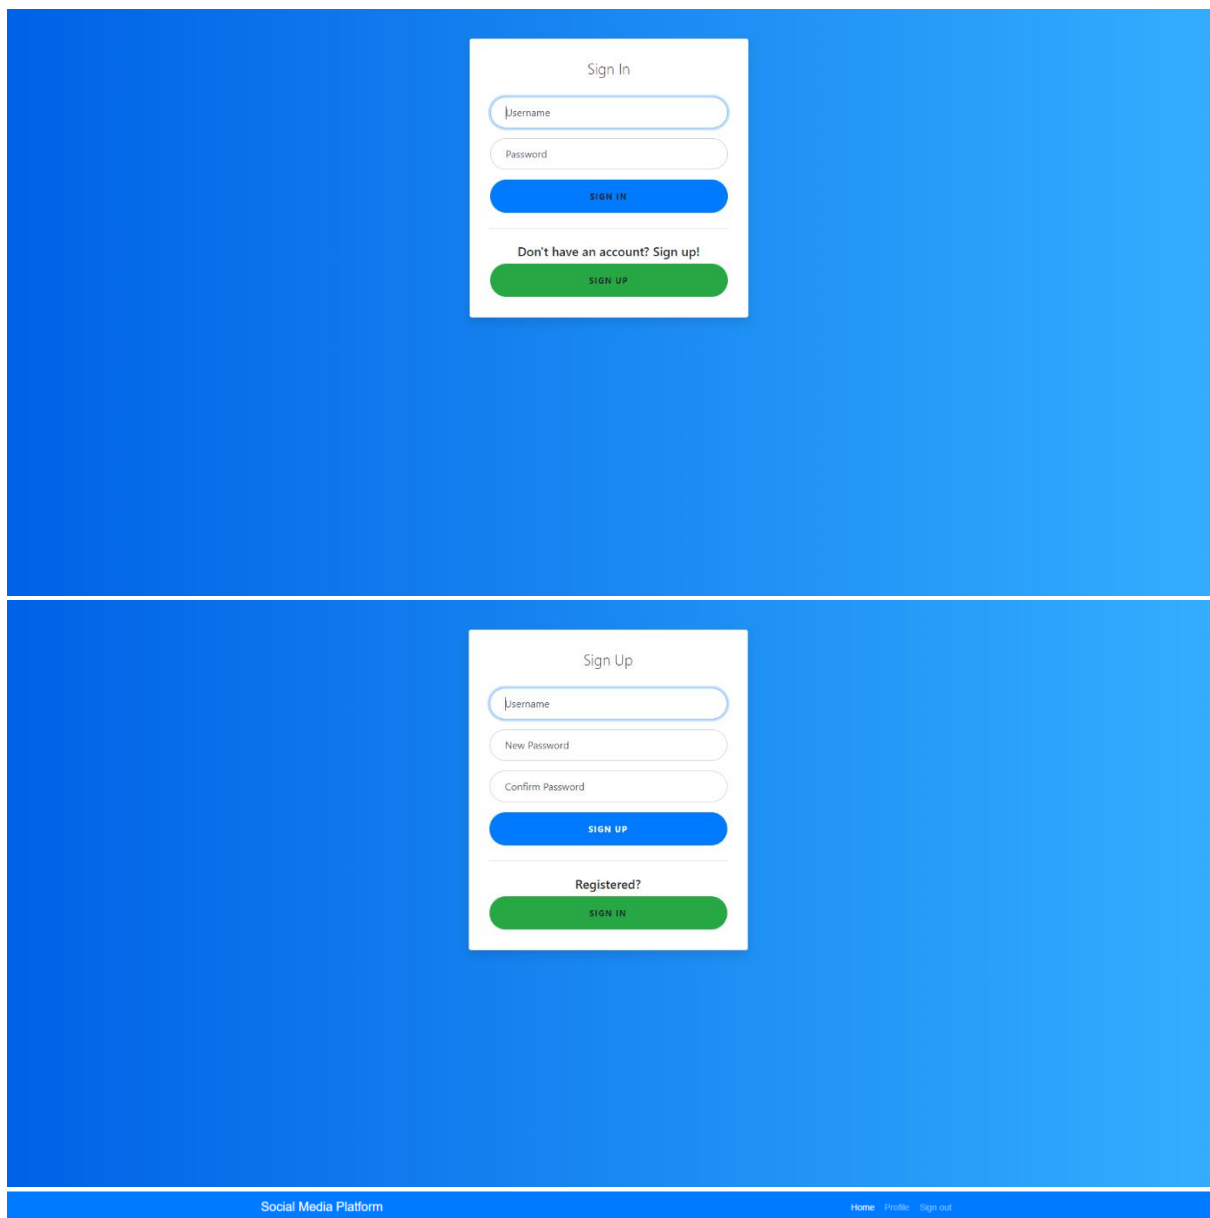 Sign In
Username
Password
SIGN IN
Don't have an account? Sign up!
SIGN UP
Sign Up
Username
New Password
Confirm Password
SIGN UP
Registered?
SIGN IN
Social Media Platform Home Profile Sign out